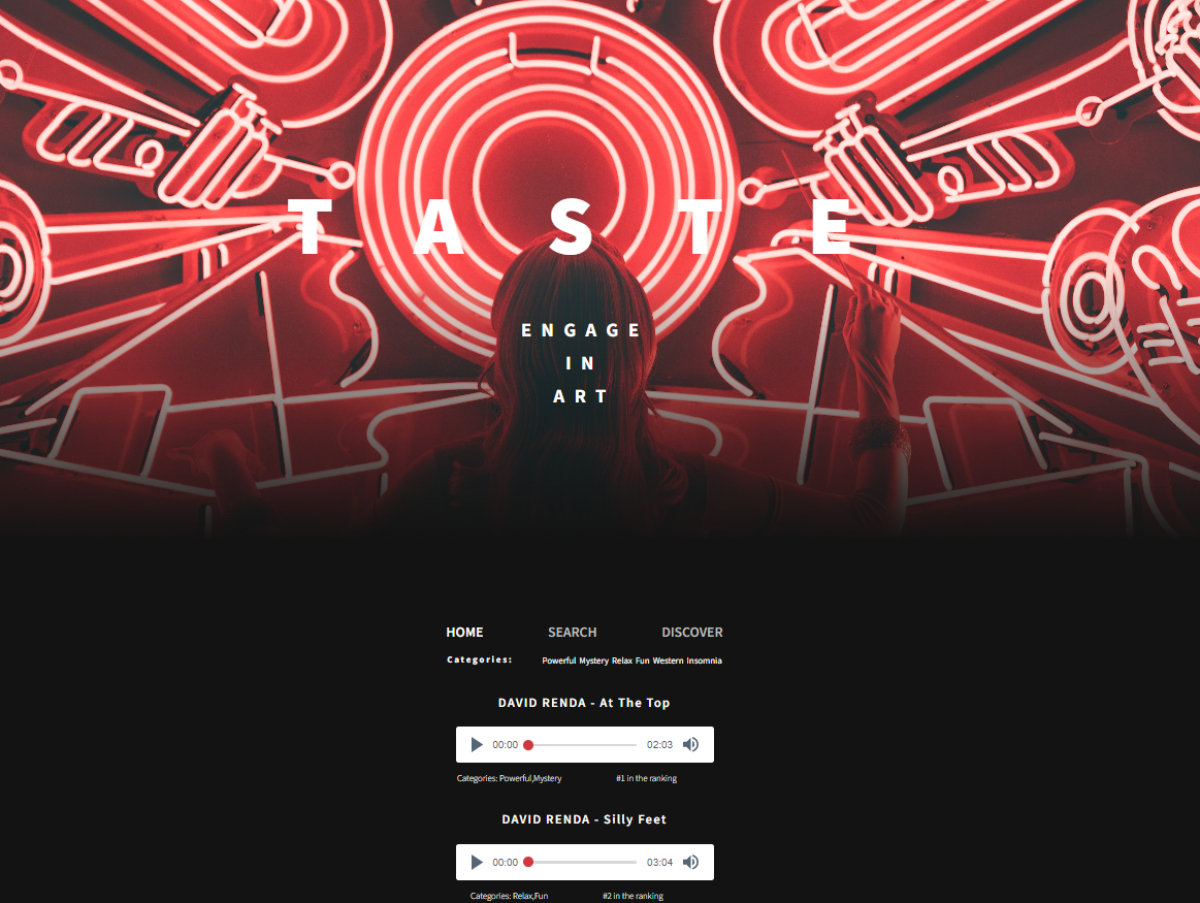 TASTE
ENGAGE
IN
ART
HOME SEARCH DISCOVER
Categories: Powerful Mystery Relax Fun Western Insomnia
DAVID RENDA - At The Top
00:00 02:03
Categories: Powerful,Mystery #1 in the ranking
DAVID RENDA - Silly Feet
00:00 03:04
Categories: Relax,Fun #2 in the ranking